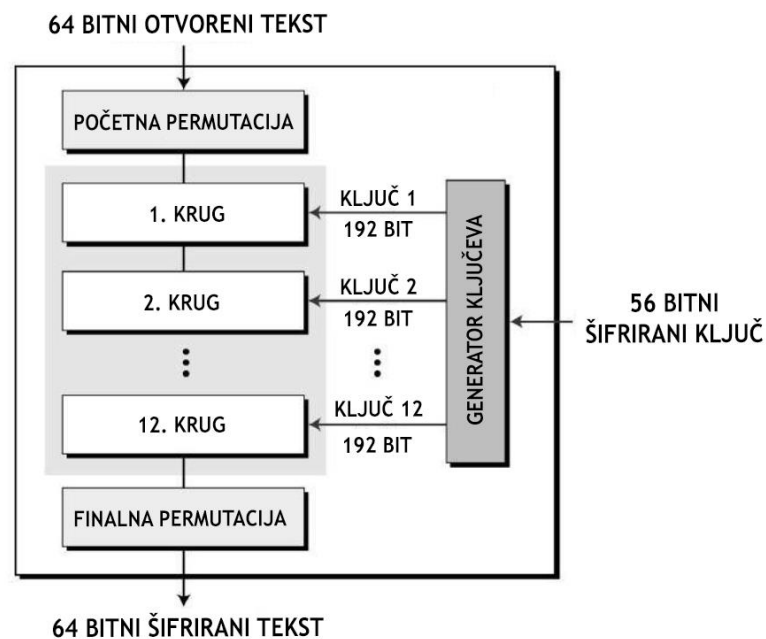 64 BITNI OTVORENI TEKST
POČETNA PERMUTACIJA
1. KRUG
KLJUČ 1
192 BIT
2. KRUG
KLJUČ 2
192 BIT
12. KRUG
KLJUČ 12
192 BIT
GENERATOR KLJUČEVA
56 BITNI
ŠIFRIRANI KLJUČ
FINALNA PERMUTACIJA
64 BITNI ŠIFRIRANI TEKST